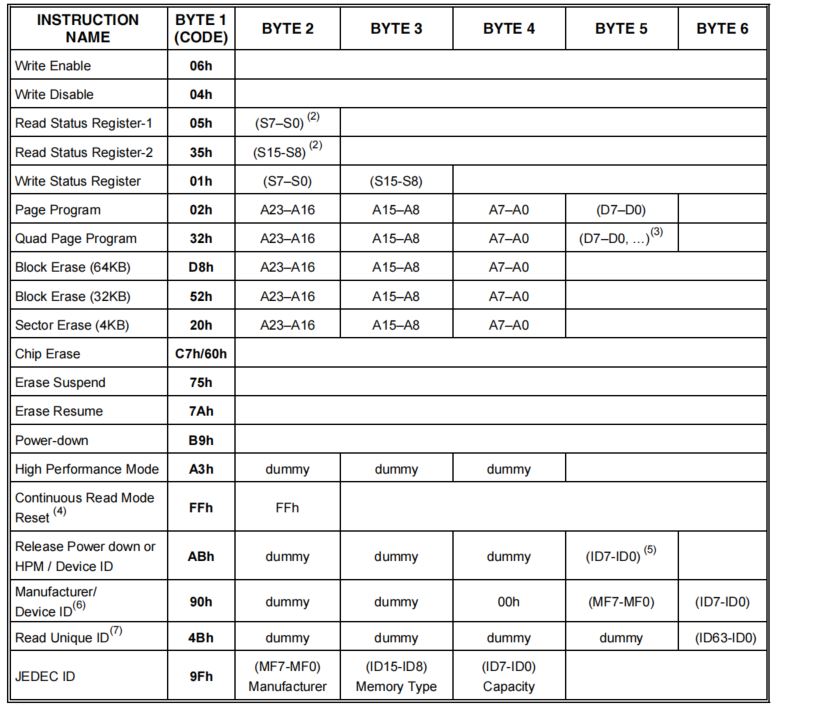 INSTRUCTION NAME BYTE 1 (CODE) BYTE 2 BYTE 3 BYTE 4 BYTE 5 BYTE 6
Write Enable 06h
Write Disable 04h
Read Status Register-1 05h (S7–S0) (2)
Read Status Register-2 35h (S15-S8) (2)
Write Status Register 01h (S7–S0) (S15-S8)
Page Program 02h A23–A16 A15–A8 A7–A0 (D7–D0)
Quad Page Program 32h A23–A16 A15–A8 A7–A0 (D7–D0, ...)(3)
Block Erase (64KB) D8h A23–A16 A15–A8 A7–A0
Block Erase (32KB) 52h A23–A16 A15–A8 A7–A0
Sector Erase (4KB) 20h A23–A16 A15–A8 A7–A0
Chip Erase C7h/60h
Erase Suspend 75h
Erase Resume 7Ah
Power-down B9h
High Performance Mode A3h dummy dummy dummy
Continuous Read Mode Reset (4) FFh FFh
Release Power down or HPM / Device ID ABh dummy dummy dummy (ID7-ID0) (5)
Manufacturer/ Device ID(6) 90h dummy dummy 00h (MF7-MF0) (ID7-ID0)
Read Unique ID(7) 4Bh dummy dummy dummy dummy (ID63-ID0)
JEDEC ID 9Fh (MF7-MF0) Manufacturer (ID15-ID8) Memory Type (ID7-ID0) Capacity